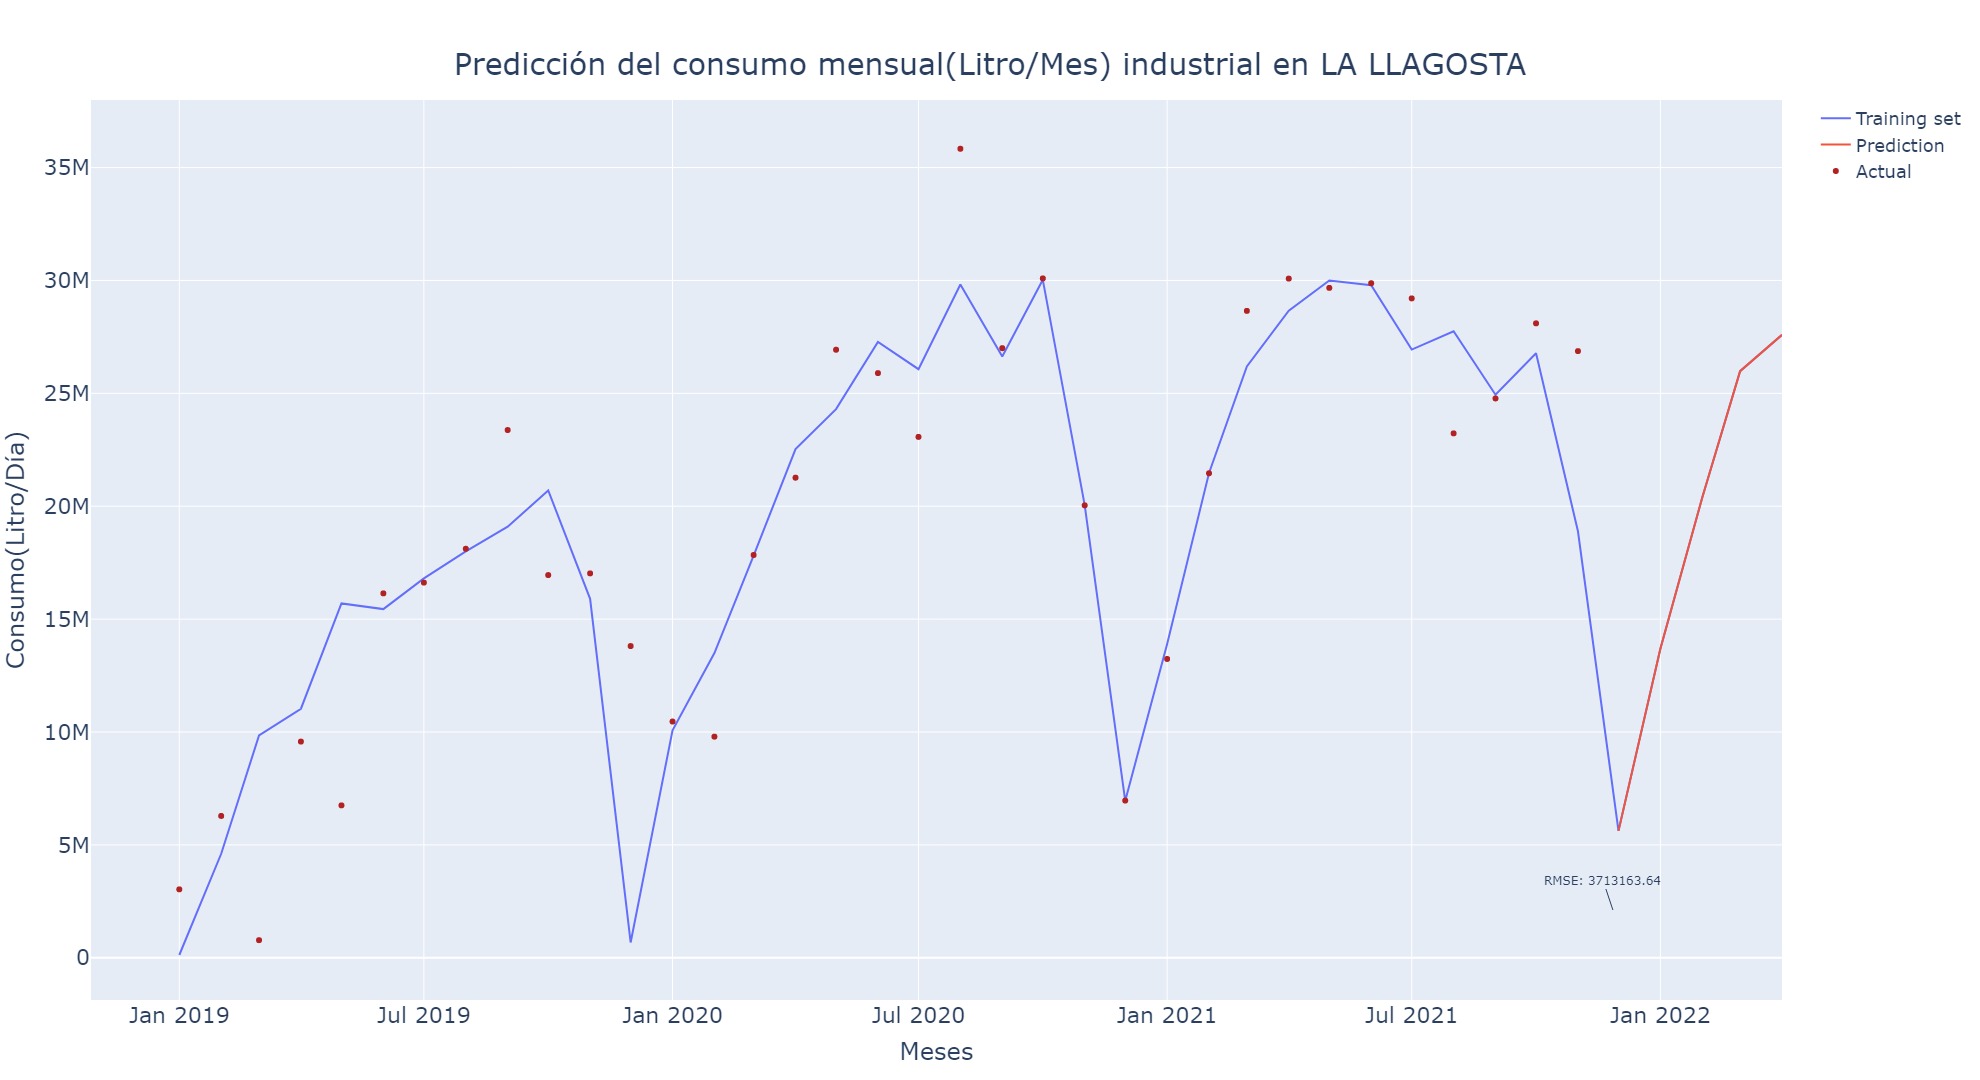 Predicción del consumo mensual(Litro/Mes) industrial en LA LLAGOSTA
Training set
Prediction
Actual
35M
30M
25M
20M
15M
10M
5M
0
Consumo(Litro/Día)
RMSE: 3713163.64
Jan 2019
Jul 2019
Jan 2020
Jul 2020
Jan 2021
Jul 2021
Jan 2022
Meses